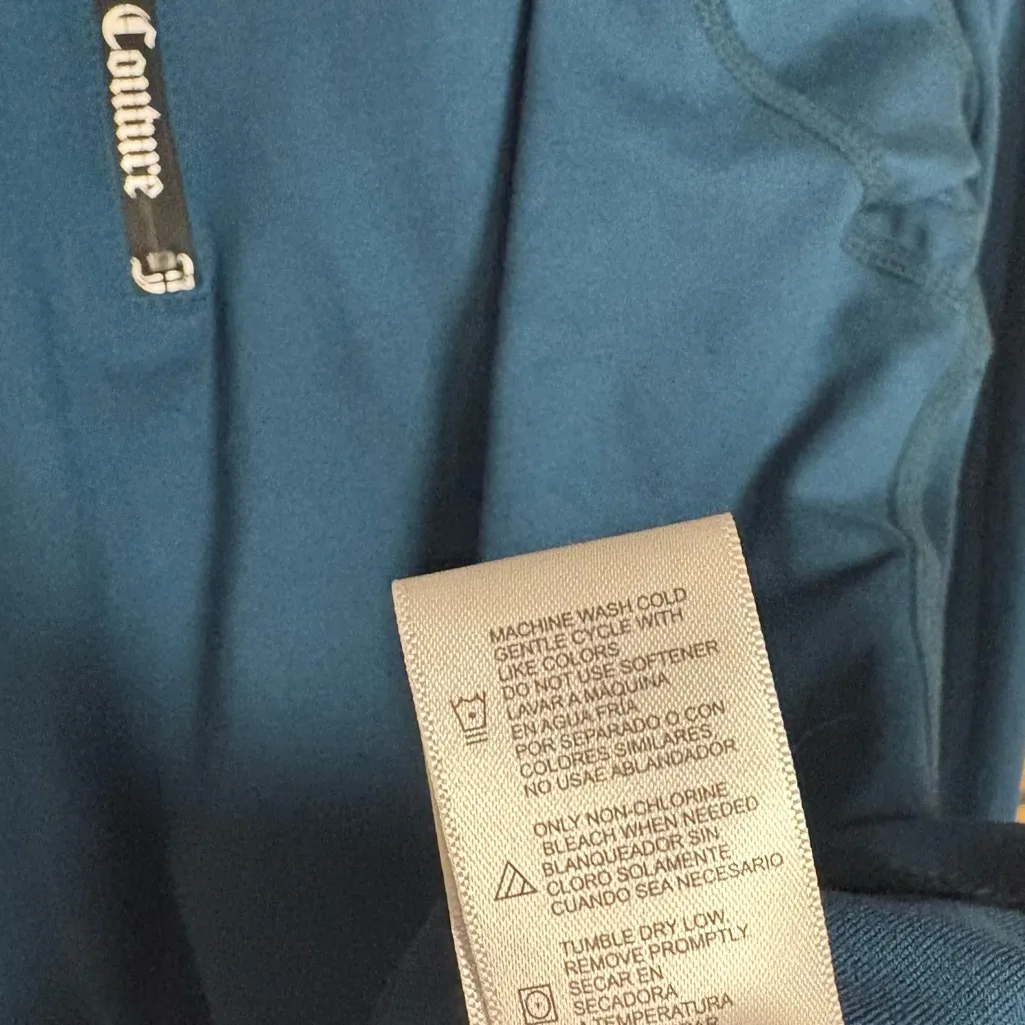 Couture
J
MACHINE WASH COLD
GENTLE CYCLE WITH
LIKE COLORS
DO NOT USE SOFTENER
LAVAR A MAQUINA
EN AGUA FRIA
POR SEPARADO O CON
COLORES SIMILARES,
NO USAE ABLANDADOR
ONLY NON-CHLORINE
BLEACH WHEN NEEDED
BLANQUEADOR SIN
CLORO SOLAMENTE
CUANDO SEA NECESARIO
TUMBLE DRY LOW,
REMOVE PROMPTLY
SECAR EN
SECADORA
TEMPERATURA